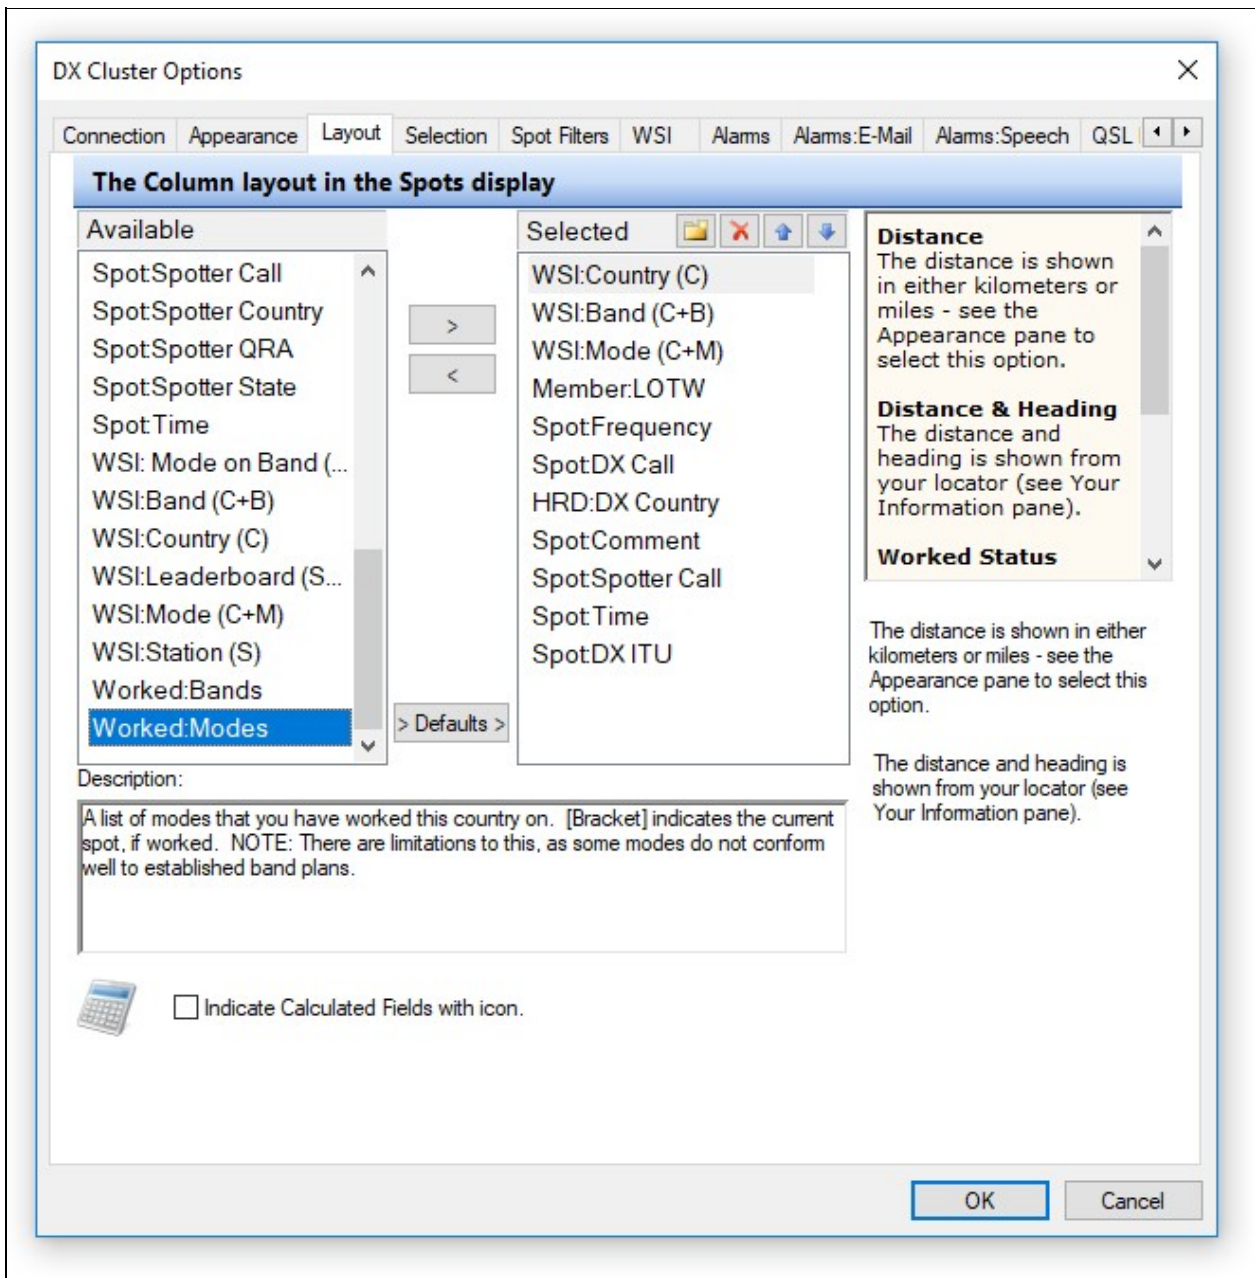 DX Cluster Options
Connection Appearance Layout Selection Spot Filters WSI Alarms Alarms:E-Mail Alarms:Speech QSL
The Column layout in the Spots display
Available
Spot:Spotter Call
Spot:Spotter Country
Spot:Spotter QRA
Spot:Spotter State
Spot:Time
WSI: Mode on Band (...
WSI:Band (C+B)
WSI:Country (C)
WSI:Leaderboard (S...
WSI:Mode (C+M)
WSI:Station (S)
Worked:Bands
Worked:Modes
>
<
> Defaults >
Selected
WSI:Country (C)
WSI:Band (C+B)
WSI:Mode (C+M)
Member:LOTW
Spot:Frequency
Spot:DX Call
HRD:DX Country
Spot:Comment
Spot:Spotter Call
Spot:Time
Spot:DX ITU
Distance
The distance is shown
in either kilometers or
miles - see the
Appearance pane to
select this option.
Distance & Heading
The distance and
heading is shown from
your locator (see Your
Information pane).
Worked Status
The distance is shown in either
kilometers or miles - see the
Appearance pane to select this
option.
The distance and heading is
shown from your locator (see
Your Information pane).
Description:
A list of modes that you have worked this country on.  [Bracket] indicates the current
spot, if worked.  NOTE: There are limitations to this, as some modes do not conform
well to established band plans.
Indicate Calculated Fields with icon.
OK
Cancel